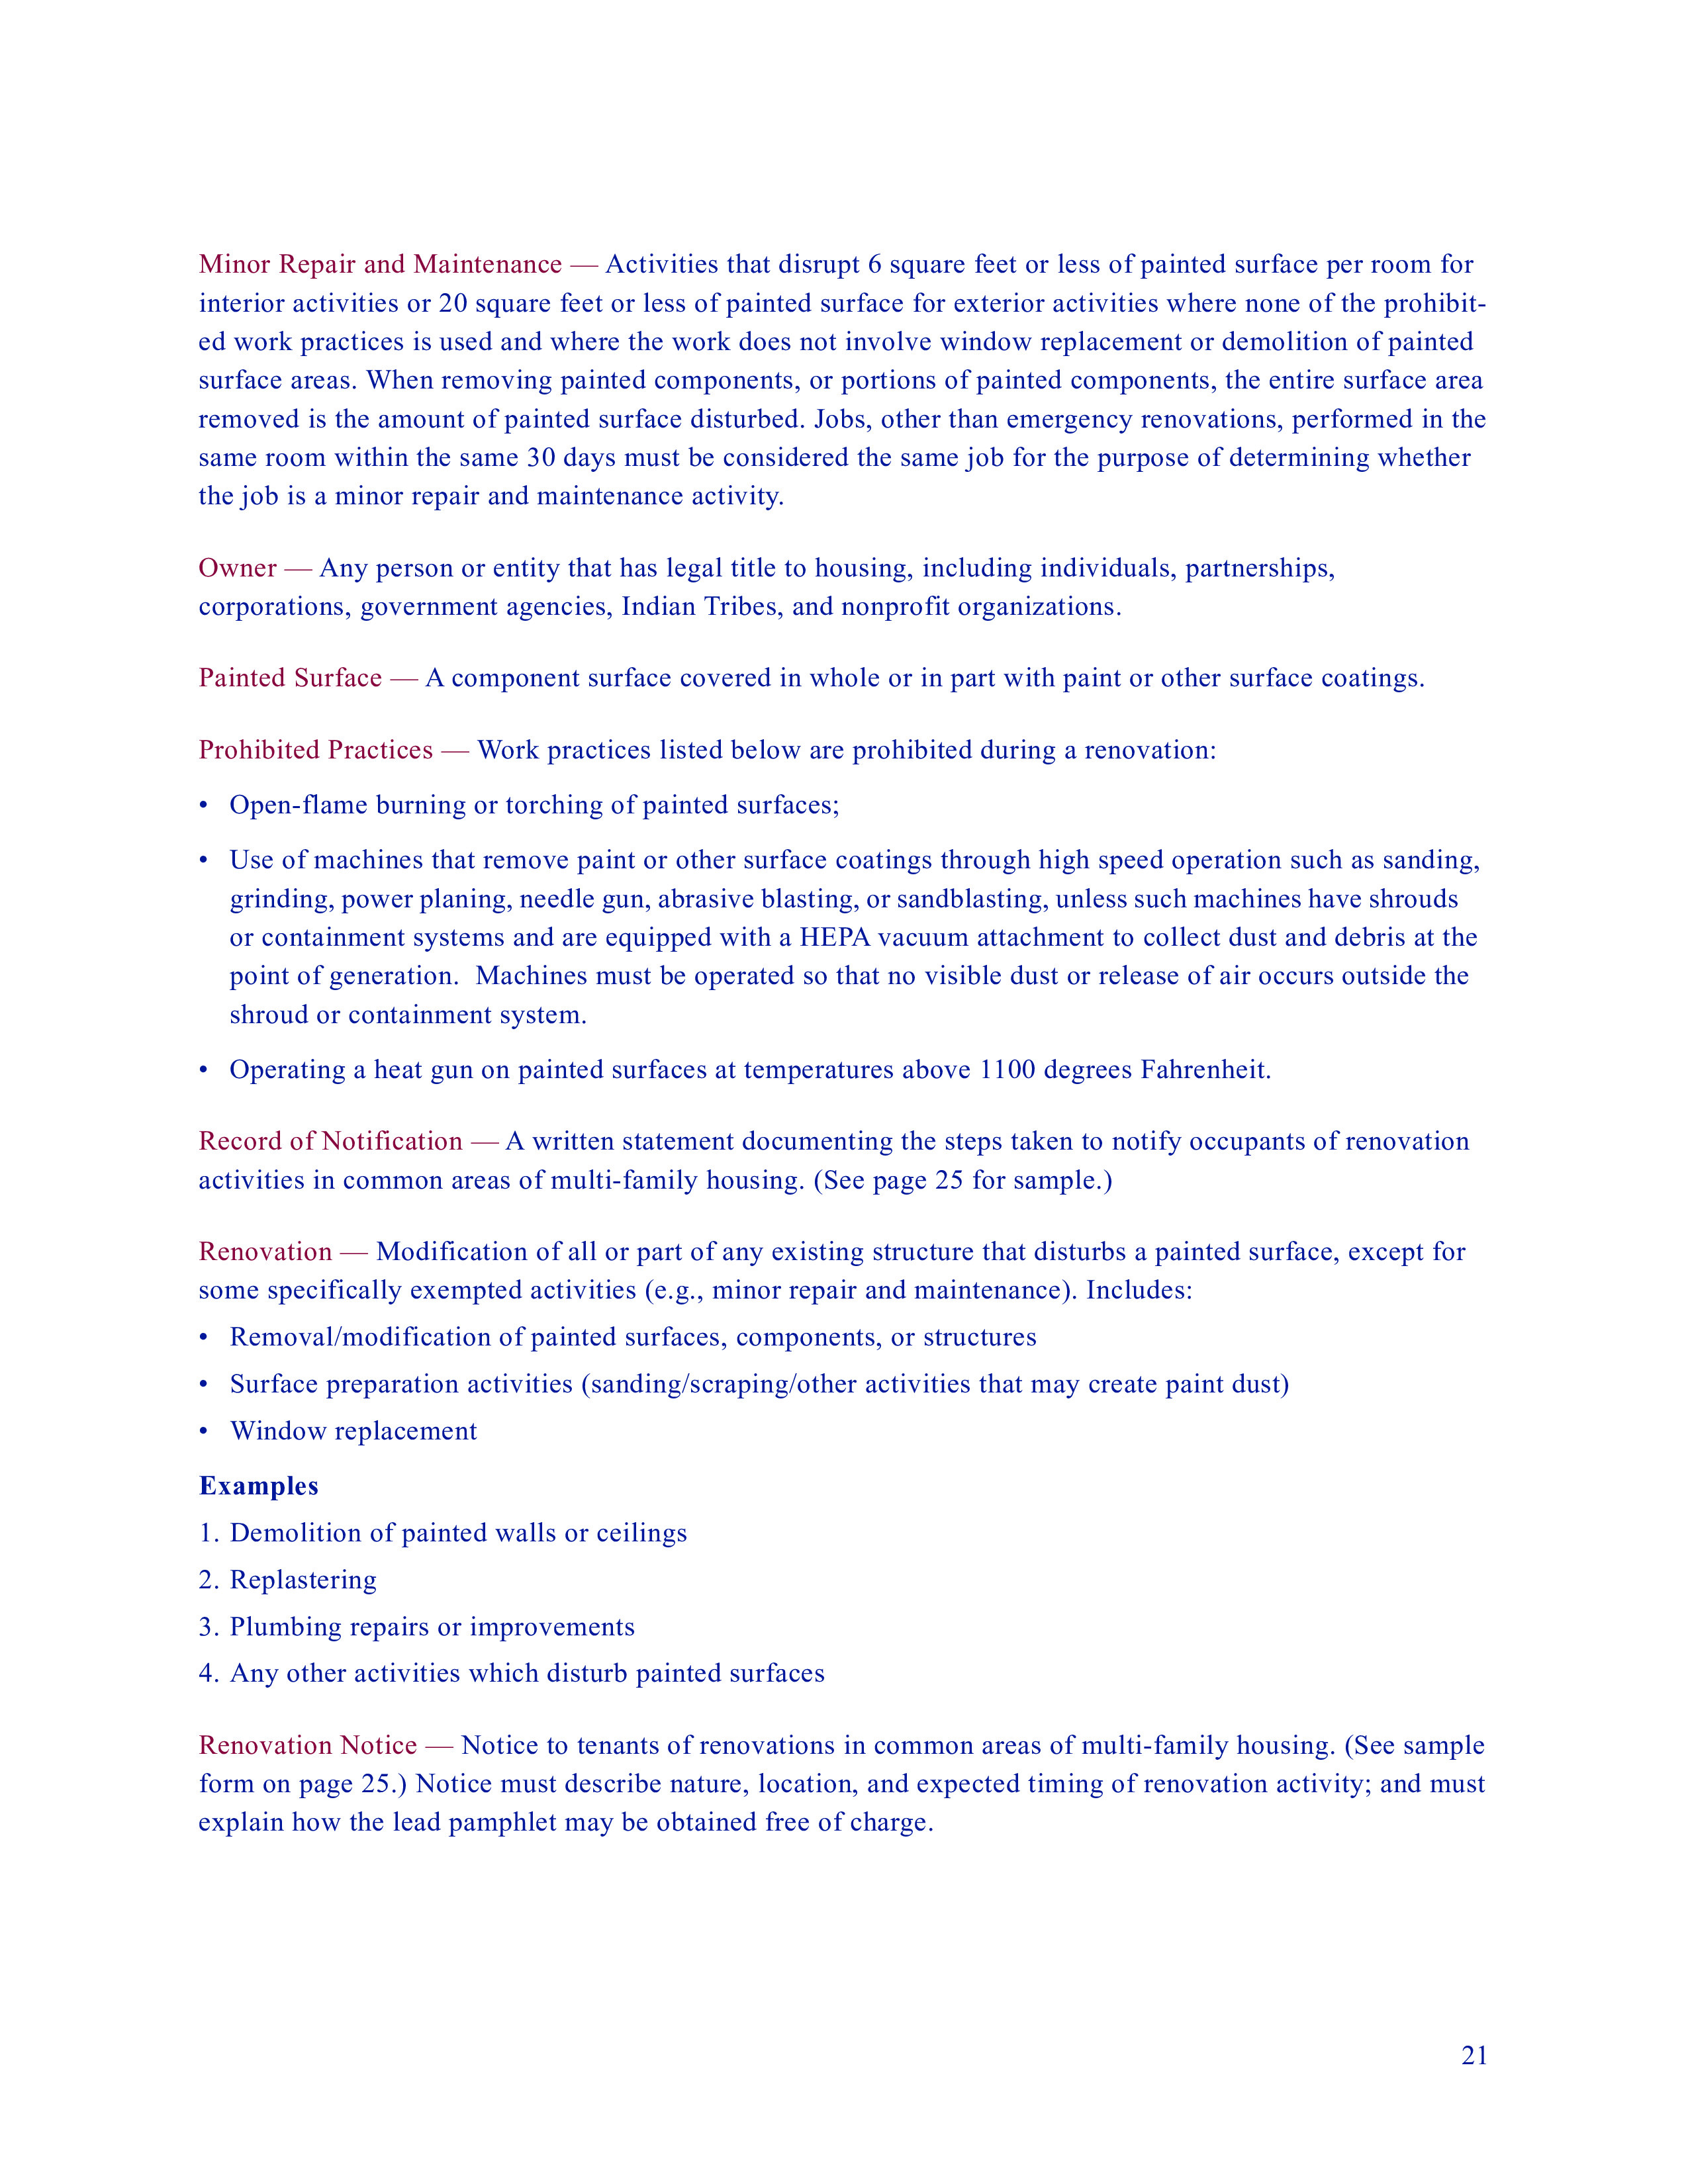 Minor Repair and Maintenance — Activities that disrupt 6 square feet or less of painted surface per room for
interior activities or 20 square feet or less of painted surface for exterior activities where none of the prohibit-
ed work practices is used and where the work does not involve window replacement or demolition of painted
surface areas. When removing painted components, or portions of painted components, the entire surface area
removed is the amount of painted surface disturbed. Jobs, other than emergency renovations, performed in the
same room within the same 30 days must be considered the same job for the purpose of determining whether
the job is a minor repair and maintenance activity.
Owner — Any person or entity that has legal title to housing, including individuals, partnerships,
corporations, government agencies, Indian Tribes, and nonprofit organizations.
Painted Surface — A component surface covered in whole or in part with paint or other surface coatings.
Prohibited Practices — Work practices listed below are prohibited during a renovation:
• Open-flame burning or torching of painted surfaces;
• Use of machines that remove paint or other surface coatings through high speed operation such as sanding,
grinding, power planing, needle gun, abrasive blasting, or sandblasting, unless such machines have shrouds
or containment systems and are equipped with a HEPA vacuum attachment to collect dust and debris at the
point of generation.  Machines must be operated so that no visible dust or release of air occurs outside the
shroud or containment system.
• Operating a heat gun on painted surfaces at temperatures above 1100 degrees Fahrenheit.
Record of Notification — A written statement documenting the steps taken to notify occupants of renovation
activities in common areas of multi-family housing. (See page 25 for sample.)
Renovation — Modification of all or part of any existing structure that disturbs a painted surface, except for
some specifically exempted activities (e.g., minor repair and maintenance). Includes:
• Removal/modification of painted surfaces, components, or structures
• Surface preparation activities (sanding/scraping/other activities that may create paint dust)
• Window replacement
Examples
1. Demolition of painted walls or ceilings
2. Replastering
3. Plumbing repairs or improvements
4. Any other activities which disturb painted surfaces
Renovation Notice — Notice to tenants of renovations in common areas of multi-family housing. (See sample
form on page 25.) Notice must describe nature, location, and expected timing of renovation activity; and must
explain how the lead pamphlet may be obtained free of charge.
21